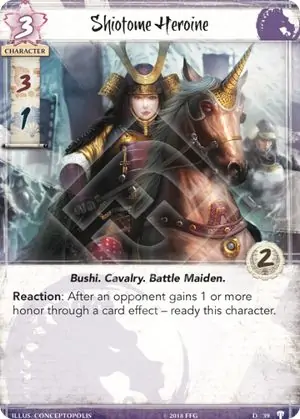 Shiotome Heroine
3
CHARACTER
3
1
2
Bushi. Cavalry. Battle Maiden.
Reaction: After an opponent gains 1 or more
honor through a card effect – ready this character.
ILLUS. CONCEPTOPOLIS
© 2018 FFG
39